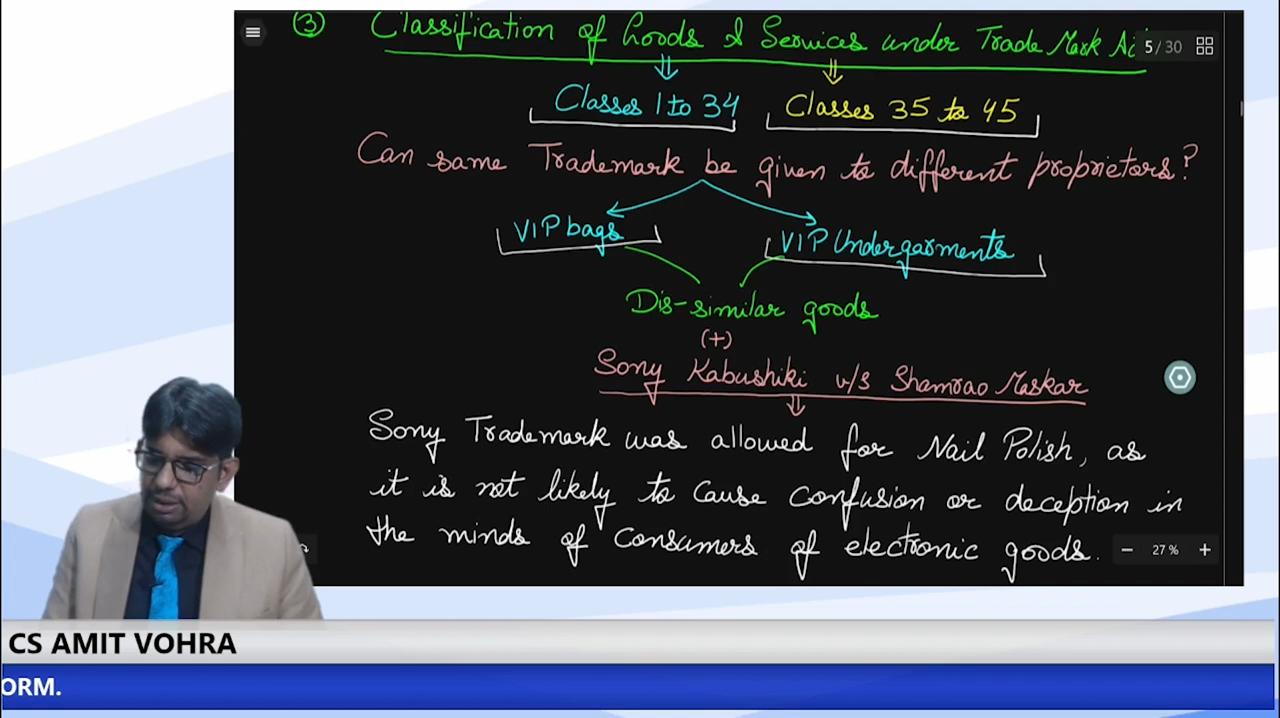 ③ Classification of Goods & Services under Trade Mark Ac
5 / 30
Classes 1 to 34 Classes 35 to 45
Can same Trademark be given to different proprietors?
VIP bags VIP Undergarments
Dis-similar goods
(+)
Sony Kabushiki v/s Shamrao Maskar
Sony Trademark was allowed for Nail Polish, as
it is not likely to cause confusion or deception in
the minds of consumers of electronic goods.
− 27 % +
CS AMIT VOHRA
ORM.